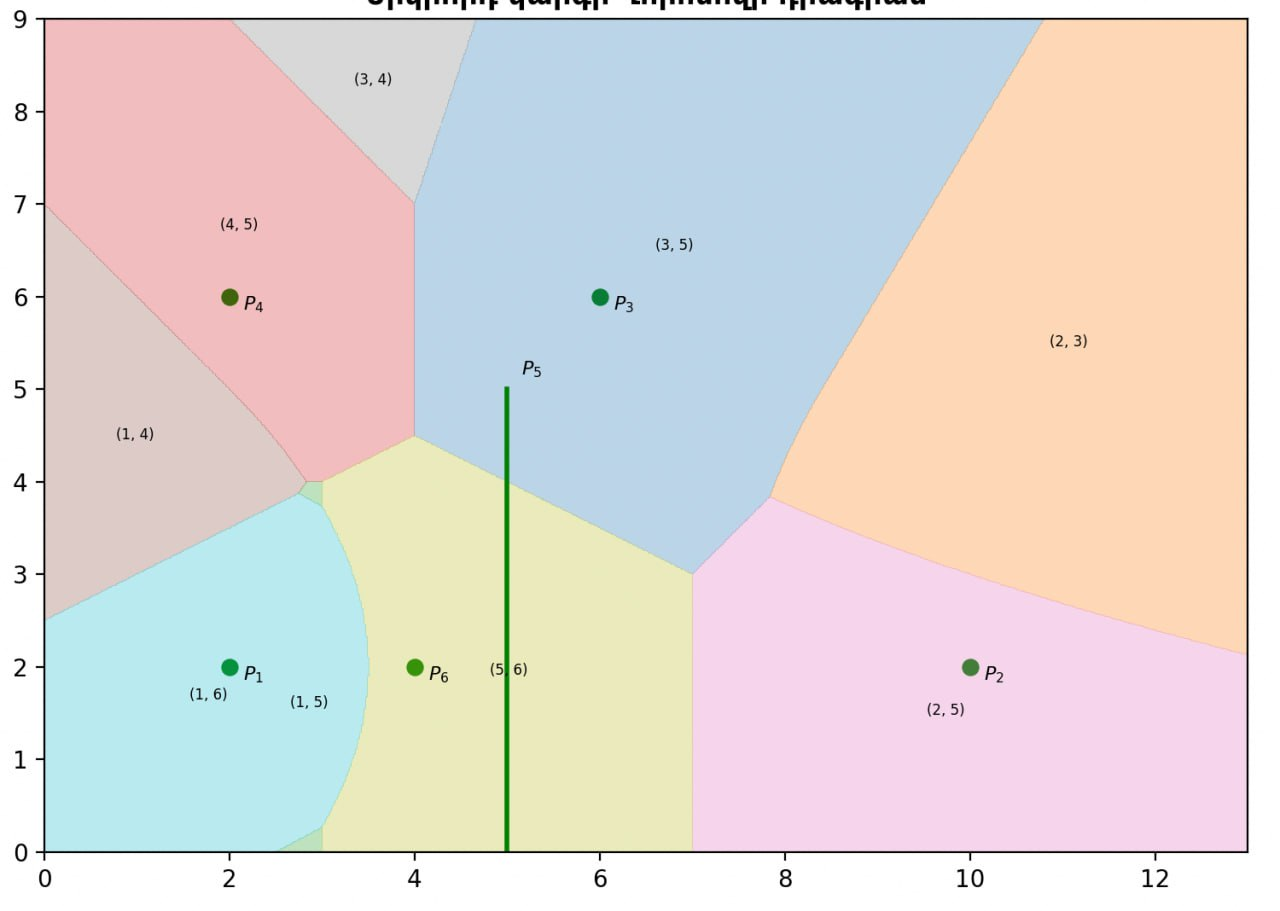 9
(3, 4)
8
7
(4, 5)
(3, 5)
6
P₄
P₃
(2, 3)
P₅
5
(1, 4)
4
3
2
P₁
P₆
(5, 6)
P₂
(1, 6)
(1, 5)
(2, 5)
1
0
0 2 4 6 8 10 12